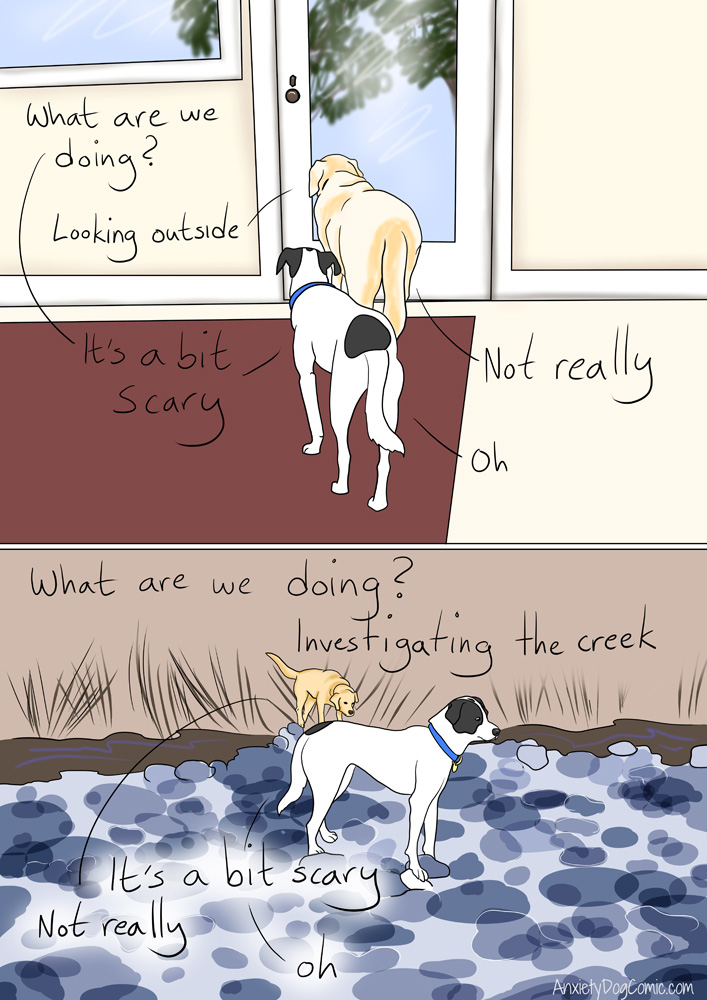 What are we
doing?
Looking outside
It's a bit
scary
Not really
Oh
What are we doing?
Investigating the creek
It's a bit scary
Not really
oh
AnxietyDogComic.com